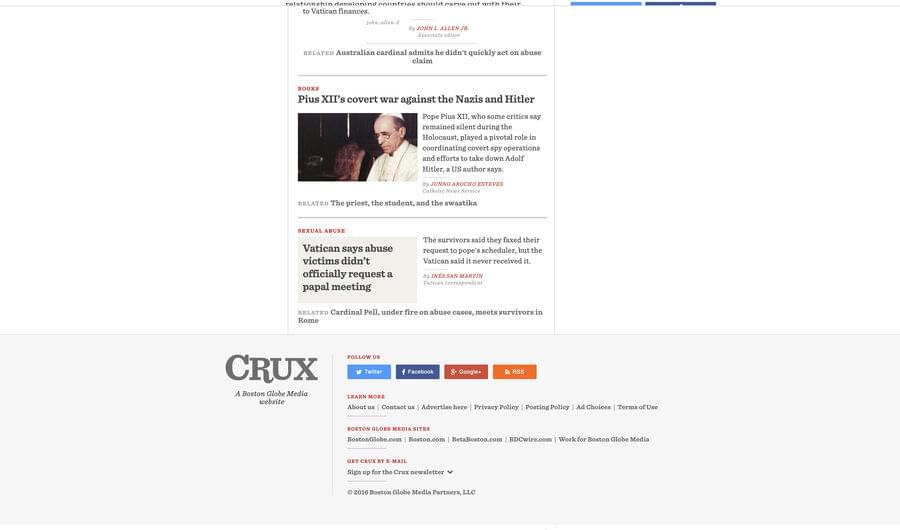 relationship developing countries should carve out with their
to Vatican finances.
john_allen-2
By JOHN L. ALLEN JR.
Associate editor
RELATED Australian cardinal admits he didn't quickly act on abuse
claim
BOOKS
Pius XII's covert war against the Nazis and Hitler
Pope Pius XII, who some critics say
remained silent during the
Holocaust, played a pivotal role in
coordinating covert spy operations
and efforts to take down Adolf
Hitler, a US author says.
By JUNNO AROCHO ESTEVES
Catholic News Service
RELATED The priest, the student, and the swastika
SEXUAL ABUSE
Vatican says abuse
victims didn't
officially request a
papal meeting
The survivors said they faxed their
request to pope's scheduler, but the
Vatican said it never received it.
By INÉS SAN MARTÍN
Vatican correspondent
RELATED Cardinal Pell, under fire on abuse cases, meets survivors in
Rome
CRUX
A Boston Globe Media
website
FOLLOW US
Twitter Facebook Google+ RSS
LEARN MORE
About us | Contact us | Advertise here | Privacy Policy | Posting Policy | Ad Choices | Terms of Use
BOSTON GLOBE MEDIA SITES
BostonGlobe.com | Boston.com | BetaBoston.com | BDCwire.com | Work for Boston Globe Media
GET CRUX BY E-MAIL
Sign up for the Crux newsletter
© 2016 Boston Globe Media Partners, LLC